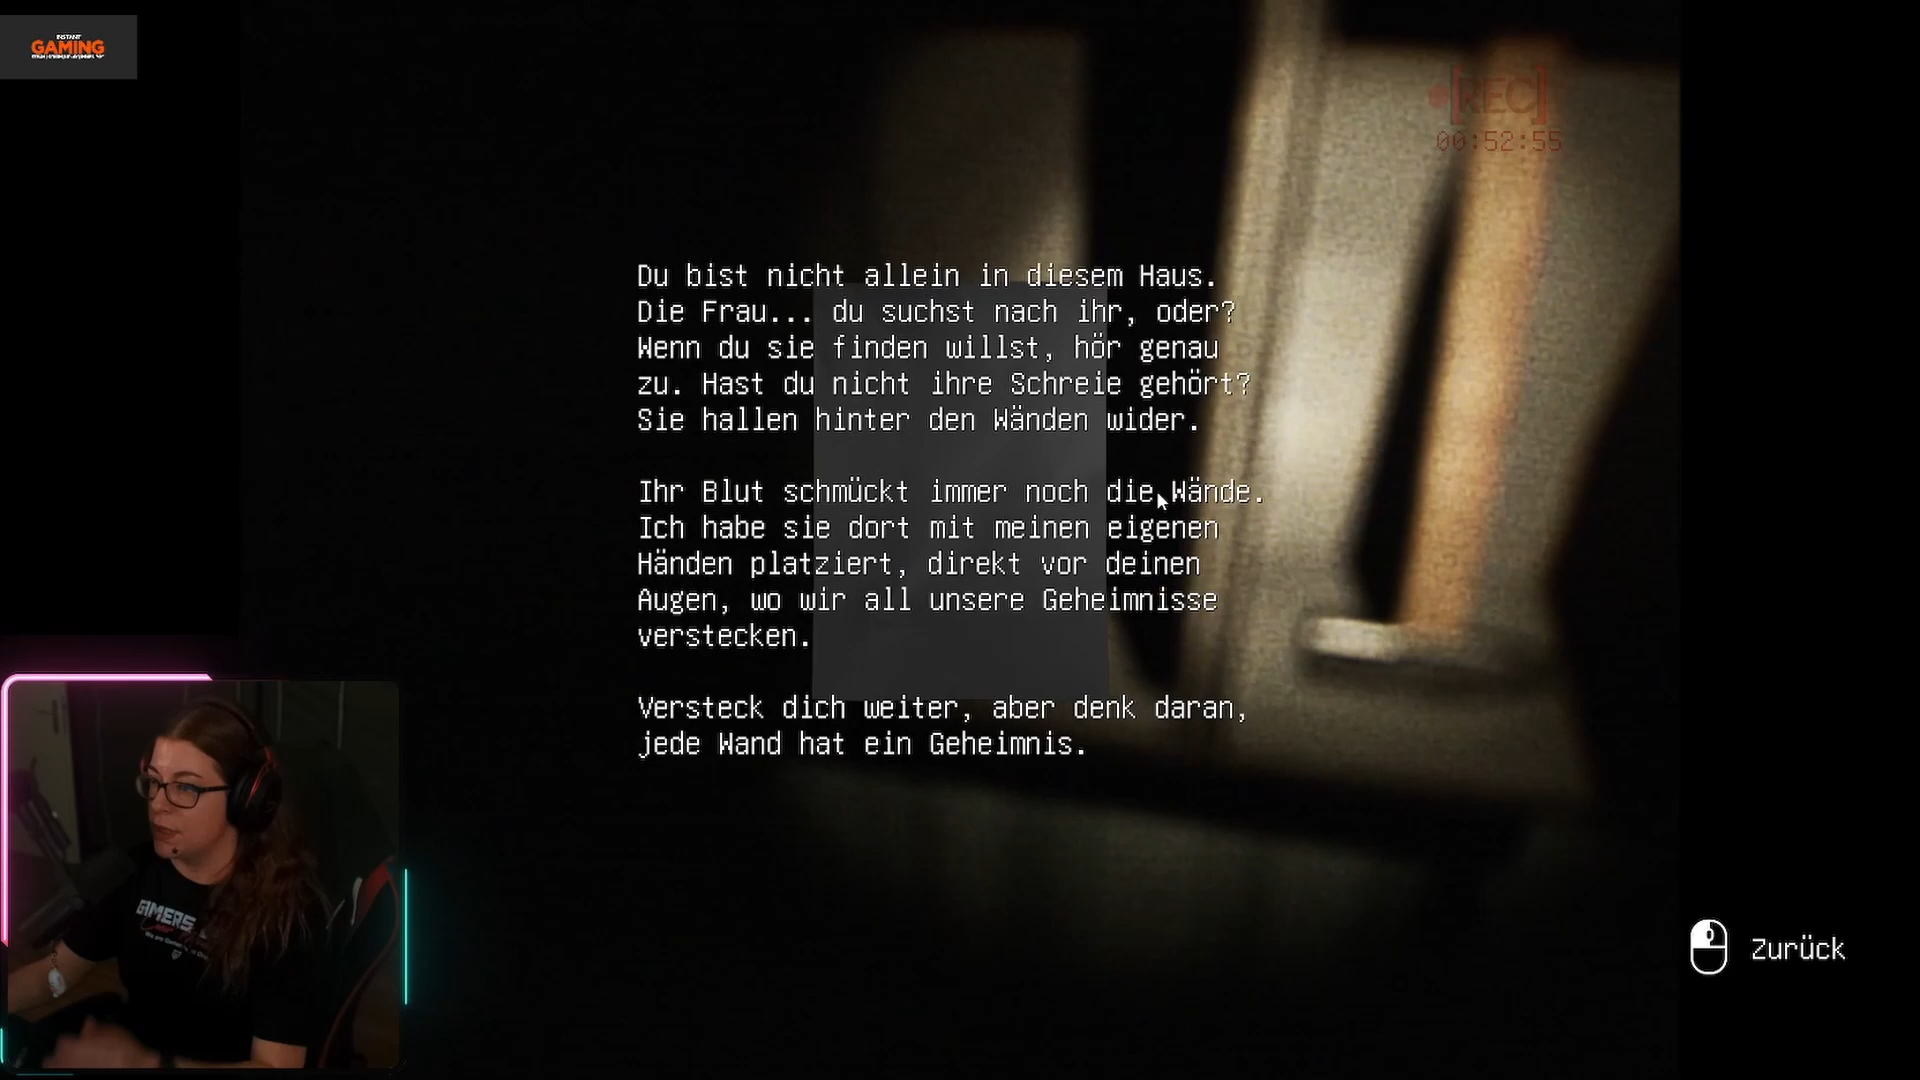 INSTANT
GAMING
[REC]
00:52:55
Du bist nicht allein in diesem Haus.
Die Frau... du suchst nach ihr, oder?
Wenn du sie finden willst, hör genau
zu. Hast du nicht ihre Schreie gehört?
Sie hallen hinter den Wänden wider.
Ihr Blut schmückt immer noch die Wände.
Ich habe sie dort mit meinen eigenen
Händen platziert, direkt vor deinen
Augen, wo wir all unsere Geheimnisse
verstecken.
Versteck dich weiter, aber denk daran,
jede Wand hat ein Geheimnis.
GAMERS
Zurück